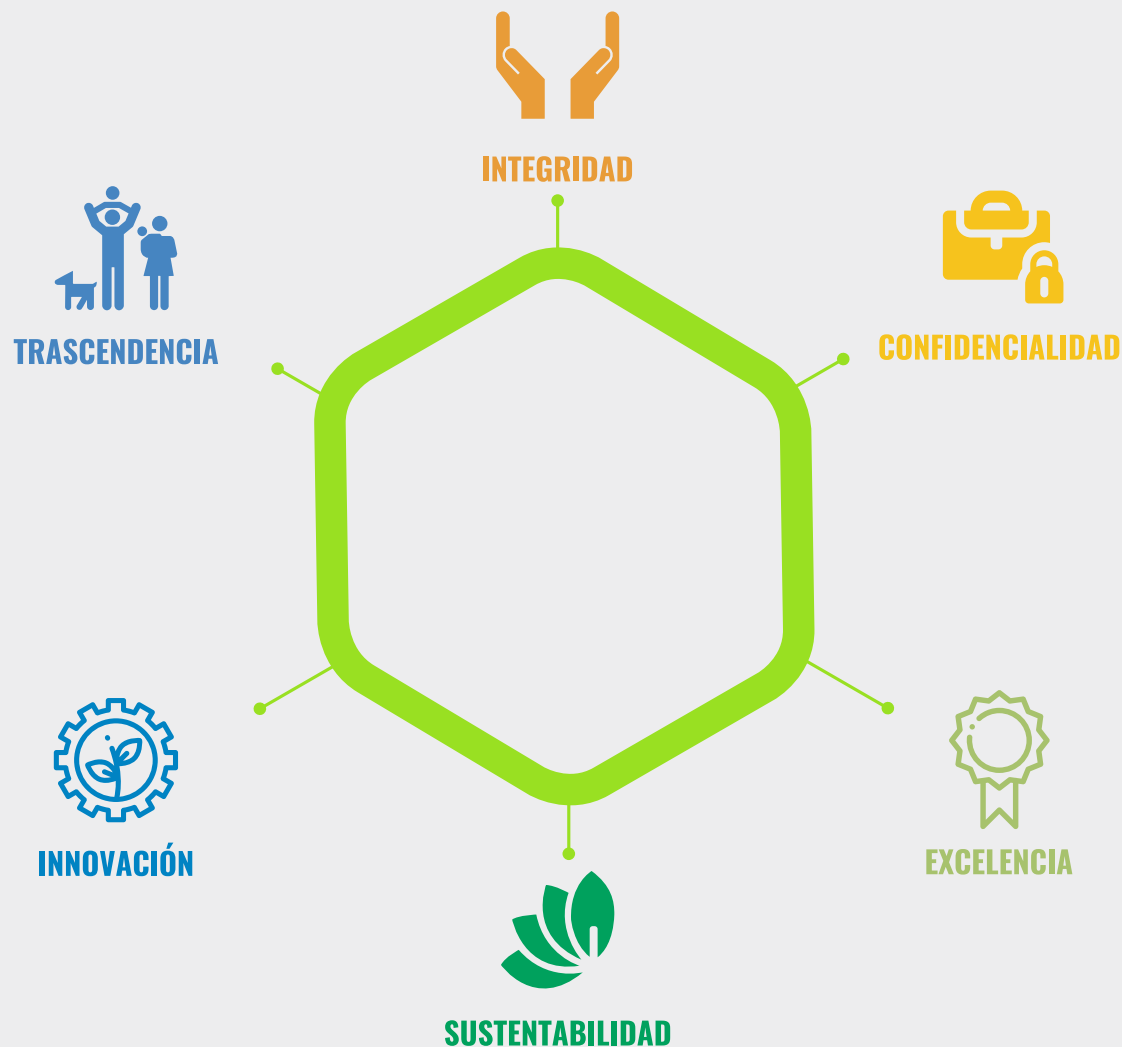 INTEGRIDAD
TRASCENDENCIA
CONFIDENCIALIDAD
INNOVACIÓN
EXCELENCIA
SUSTENTABILIDAD